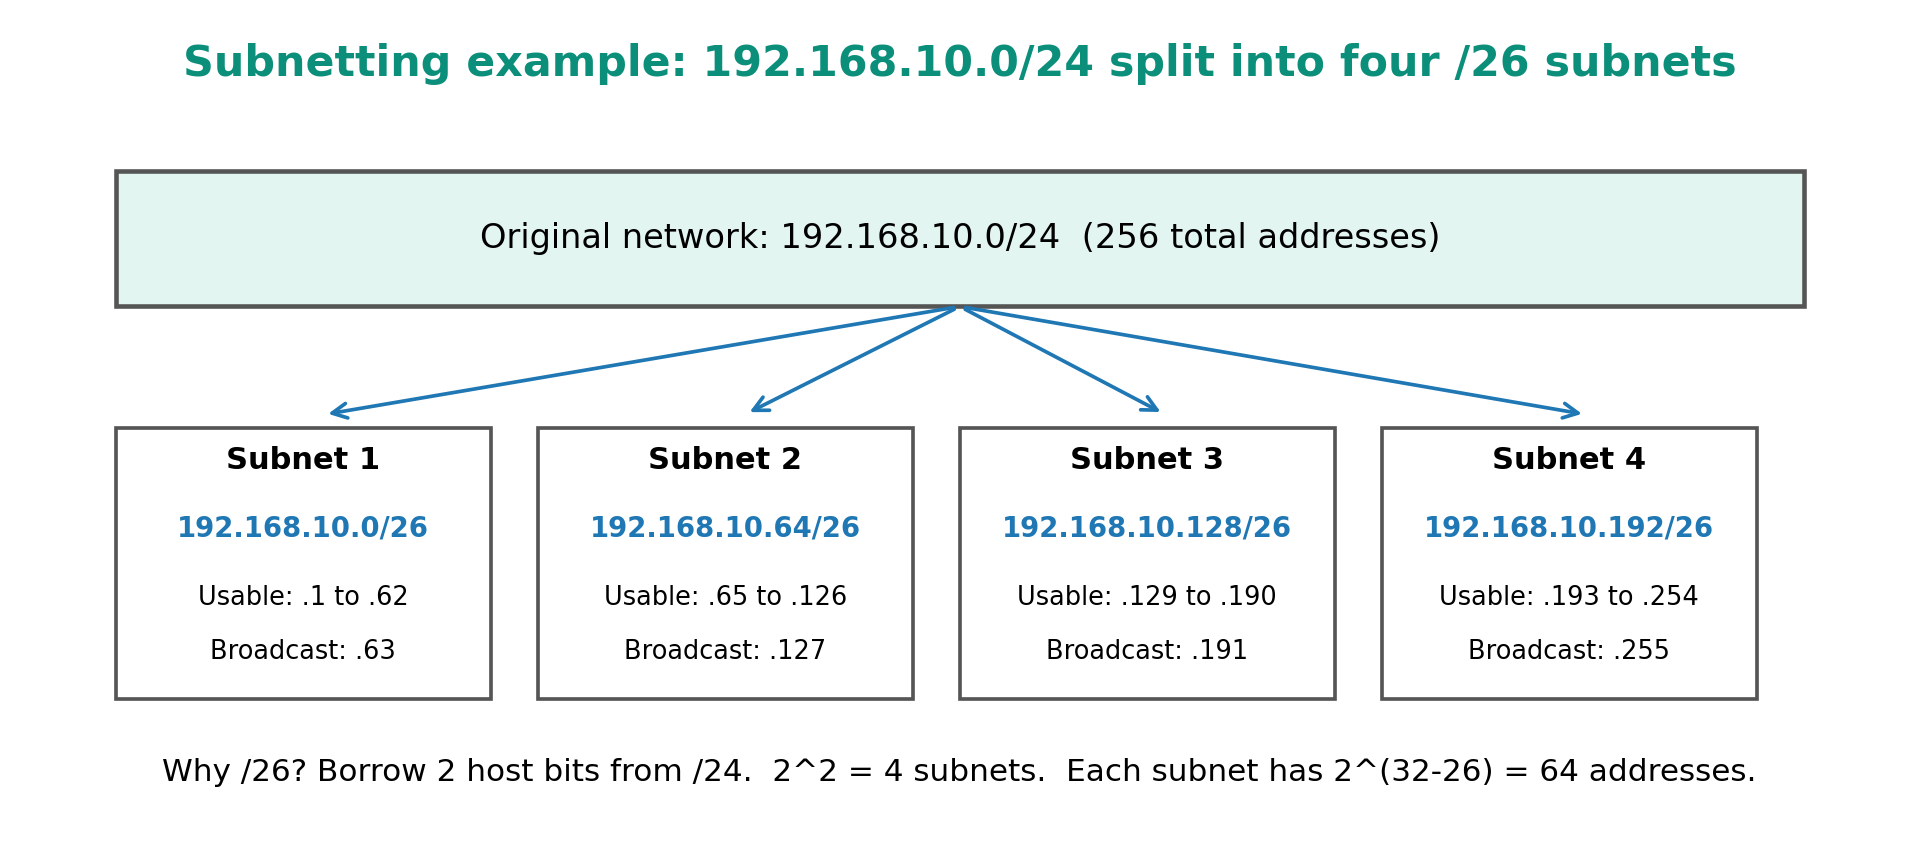 Subnetting example: 192.168.10.0/24 split into four /26 subnets
Original network: 192.168.10.0/24  (256 total addresses)
Subnet 1
192.168.10.0/26
Usable: .1 to .62
Broadcast: .63
Subnet 2
192.168.10.64/26
Usable: .65 to .126
Broadcast: .127
Subnet 3
192.168.10.128/26
Usable: .129 to .190
Broadcast: .191
Subnet 4
192.168.10.192/26
Usable: .193 to .254
Broadcast: .255
Why /26? Borrow 2 host bits from /24.  2^2 = 4 subnets.  Each subnet has 2^(32-26) = 64 addresses.